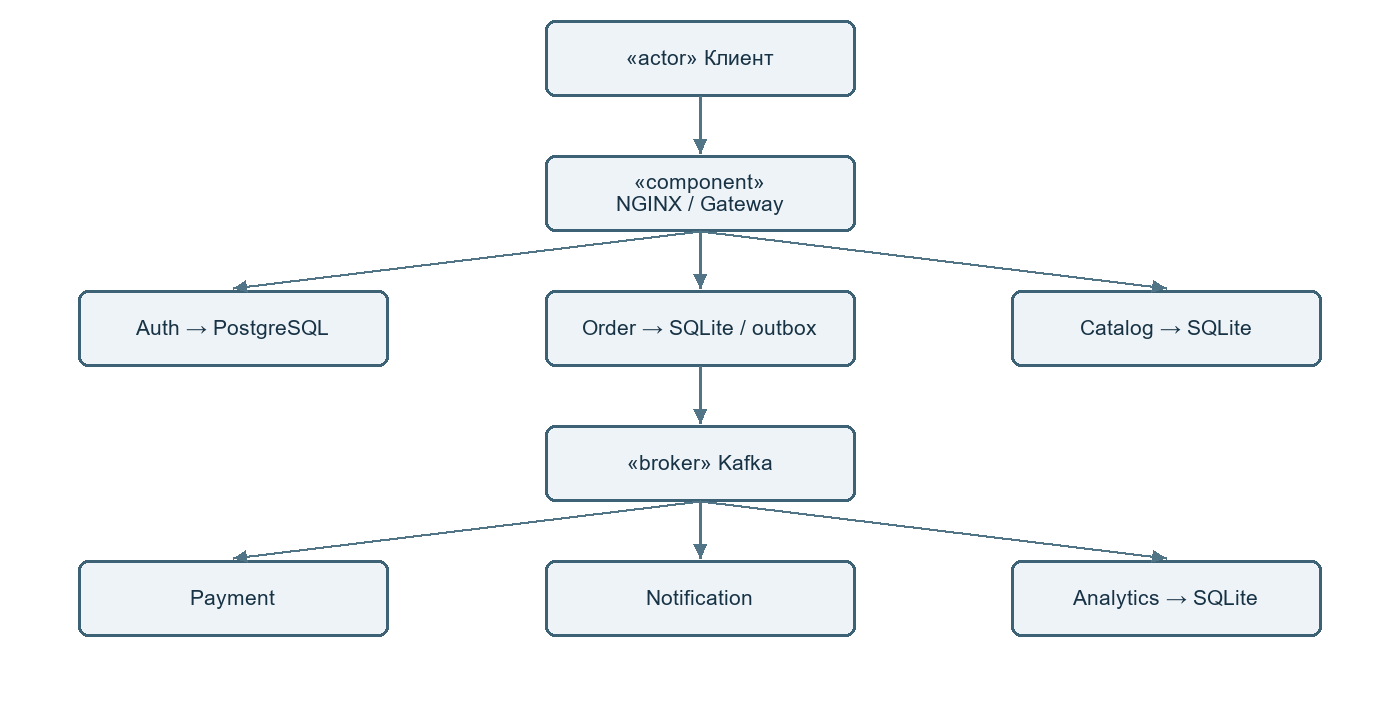 «actor» Клиент
«component»
NGINX / Gateway
Auth → PostgreSQL
Order → SQLite / outbox
Catalog → SQLite
«broker» Kafka
Payment
Notification
Analytics → SQLite